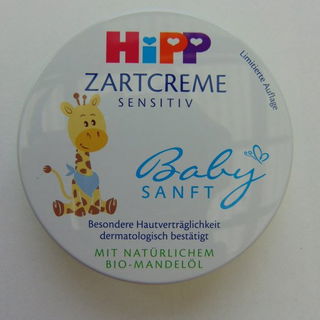 HiPP
Limitierte Auflage
ZARTCREME
SENSITIV
Baby
SANFT
Besondere Hautverträglichkeit
dermatologisch bestätigt
MIT NATÜRLICHEM
BIO-MANDELÖL